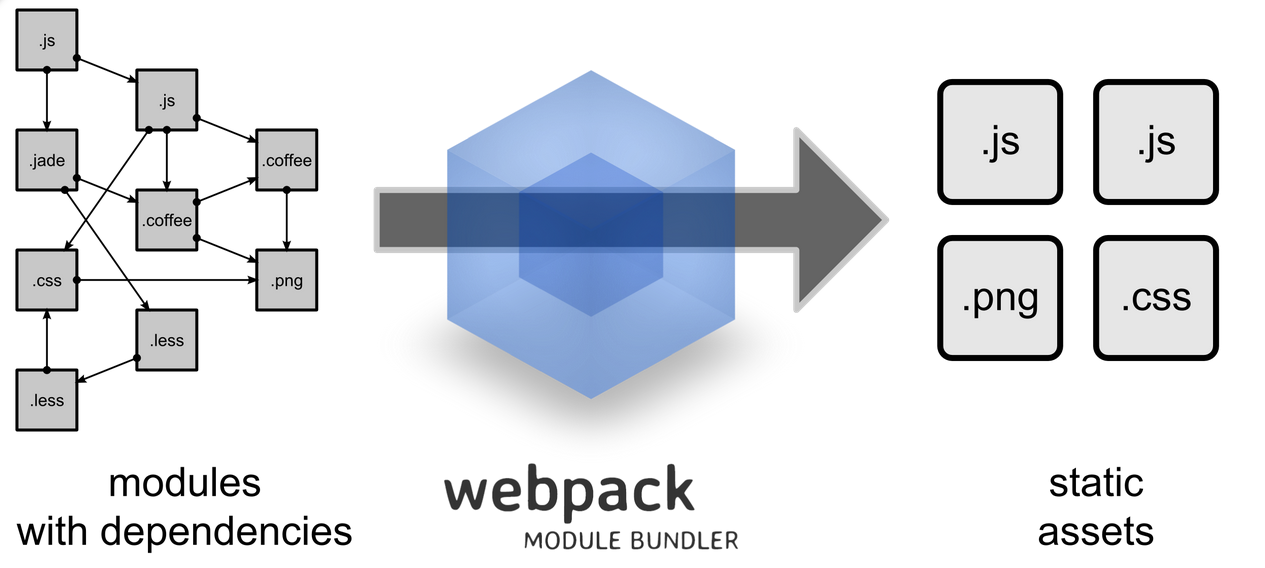 .js
.js
.jade
.coffee
.coffee
.css
.png
.less
.less
modules
with dependencies
webpack
MODULE BUNDLER
.js
.js
.png
.css
static
assets